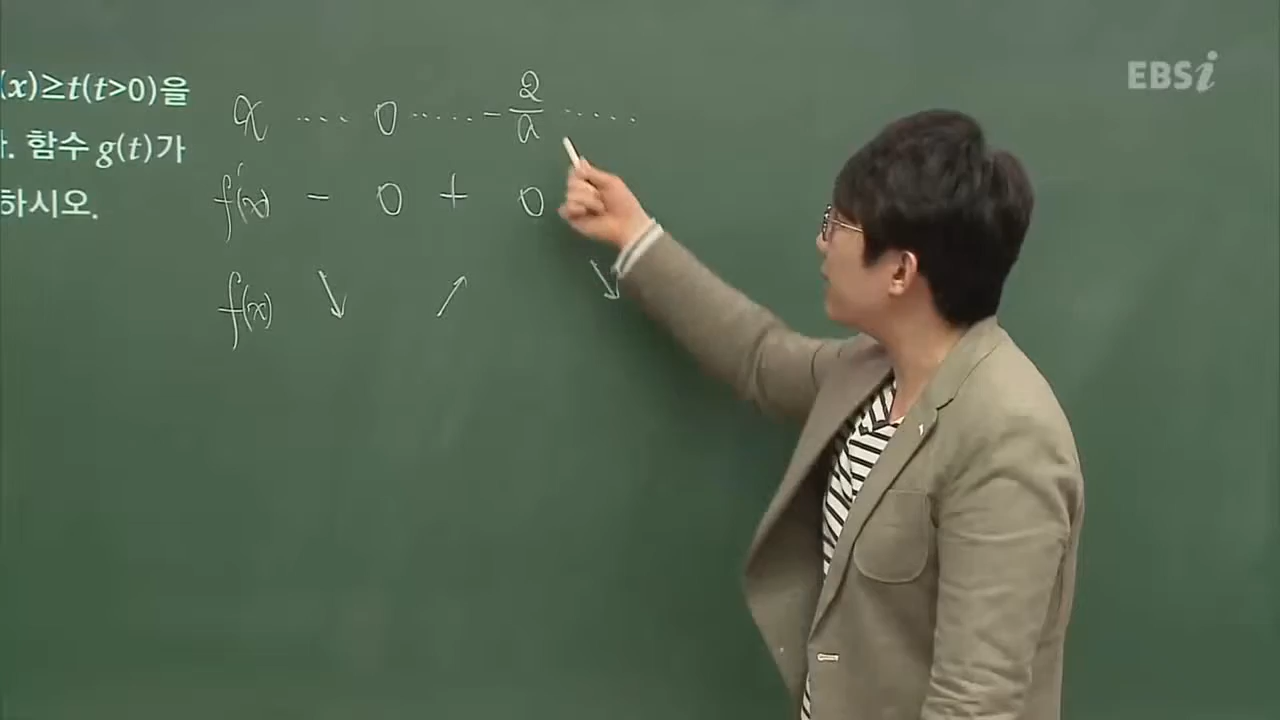 (x)≥t(t>0)을
. 함수 g(t)가
하시오.
x ···· 0 ····· -2/a ·····
f'(x) - 0 + 0
f(x) ↘ ↗ ↘
EBSi